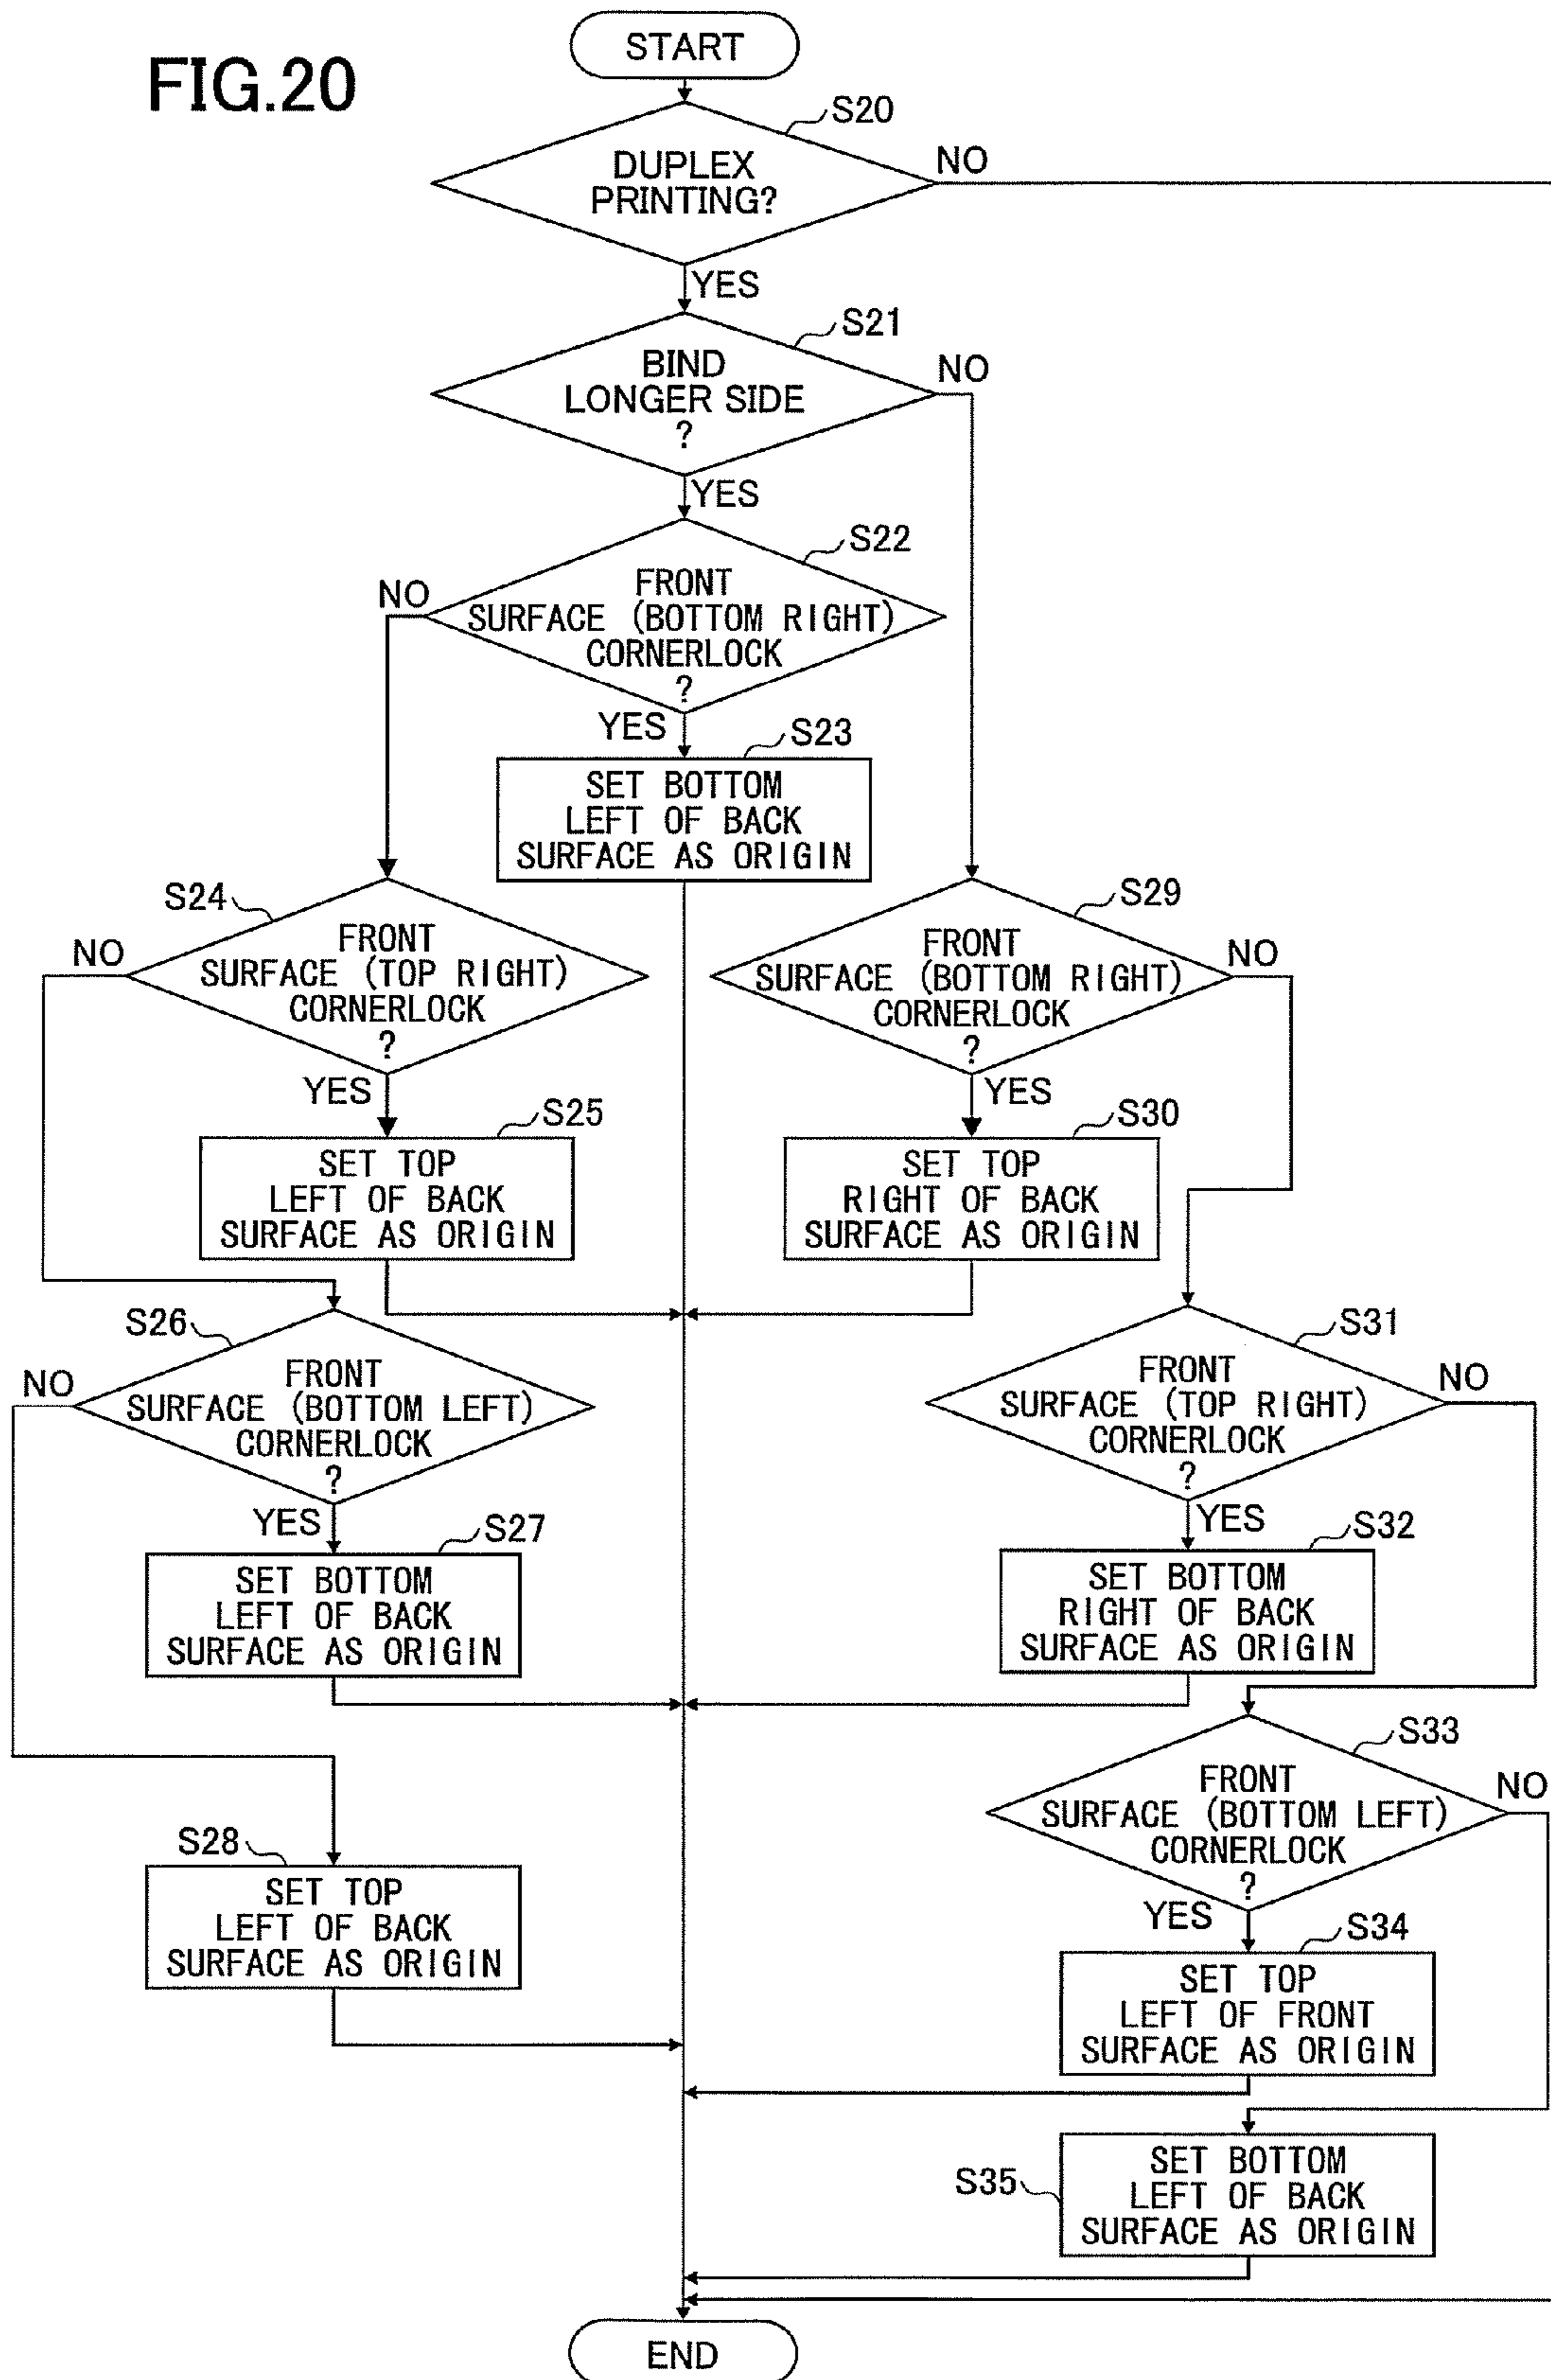 FIG.20
START
S20
DUPLEX
PRINTING?
NO
YES
S21
BIND
LONGER SIDE
?
NO
YES
S22
FRONT
SURFACE (BOTTOM RIGHT)
CORNERLOCK
?
NO
YES
S23
SET BOTTOM
LEFT OF BACK
SURFACE AS ORIGIN
S24
FRONT
SURFACE (TOP RIGHT)
CORNERLOCK
?
NO
YES
S25
SET TOP
LEFT OF BACK
SURFACE AS ORIGIN
S29
FRONT
SURFACE (BOTTOM RIGHT)
CORNERLOCK
?
NO
YES
S30
SET TOP
RIGHT OF BACK
SURFACE AS ORIGIN
S26
FRONT
SURFACE (BOTTOM LEFT)
CORNERLOCK
?
NO
YES
S27
SET BOTTOM
LEFT OF BACK
SURFACE AS ORIGIN
S31
FRONT
SURFACE (TOP RIGHT)
CORNERLOCK
?
NO
YES
S32
SET BOTTOM
RIGHT OF BACK
SURFACE AS ORIGIN
S28
SET TOP
LEFT OF BACK
SURFACE AS ORIGIN
S33
FRONT
SURFACE (BOTTOM LEFT)
CORNERLOCK
?
NO
YES
S34
SET TOP
LEFT OF FRONT
SURFACE AS ORIGIN
S35
SET BOTTOM
LEFT OF BACK
SURFACE AS ORIGIN
END